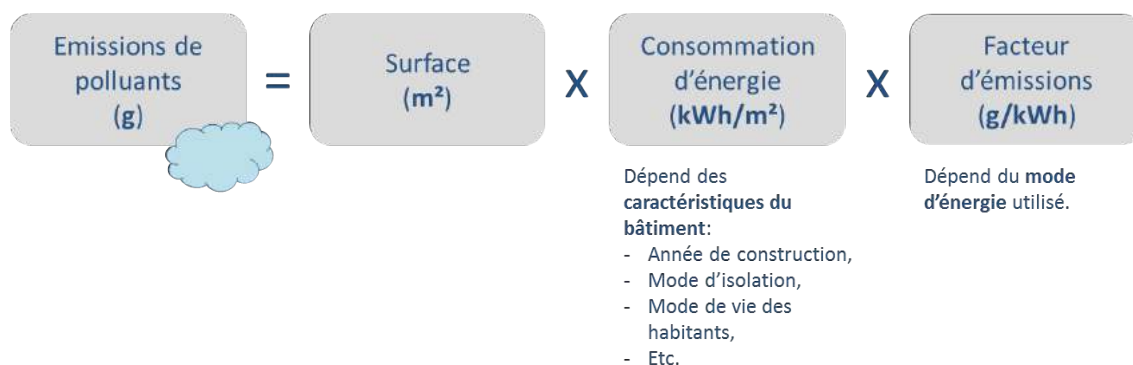 Emissions de
polluants
(g)
=
Surface
(m²)
X
Consommation
d’énergie
(kWh/m²)
X
Facteur
d’émissions
(g/kWh)
Dépend des
caractéristiques du
bâtiment:
- Année de construction,
- Mode d’isolation,
- Mode de vie des
habitants,
- Etc.
Dépend du mode
d’énergie utilisé.